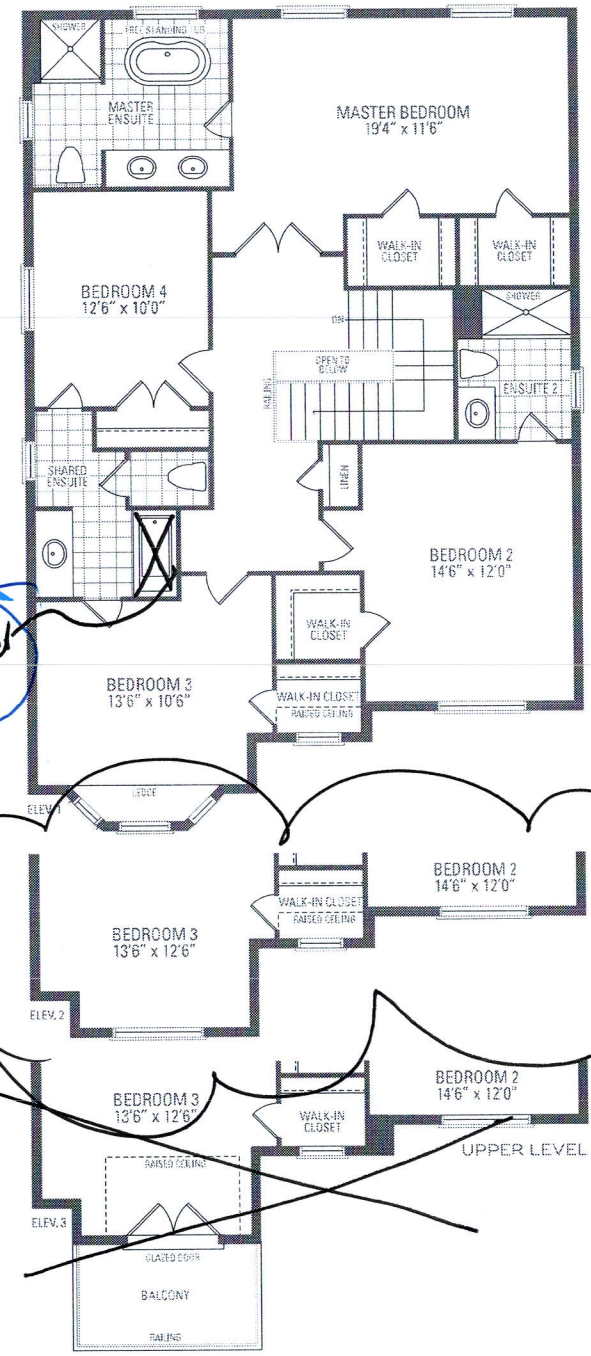 SHOWER
FREE STANDING TUB
MASTER
ENSUITE
MASTER BEDROOM
19'4" x 11'6"
WALK-IN
CLOSET
WALK-IN
CLOSET
BEDROOM 4
12'6" x 10'0"
SHOWER
DN
OPEN TO
BELOW
RAILING
ENSUITE 2
SHARED
ENSUITE
LINEN
BEDROOM 2
14'6" x 12'0"
WALK-IN
CLOSET
BEDROOM 3
13'6" x 10'6"
WALK-IN CLOSET
RAISED CEILING
LEDGE
ELEV. 1
BEDROOM 2
14'6" x 12'0"
WALK-IN CLOSET
RAISED CEILING
BEDROOM 3
13'6" x 12'6"
ELEV. 2
BEDROOM 3
13'6" x 12'6"
BEDROOM 2
14'6" x 12'0"
WALK-IN
CLOSET
UPPER LEVEL
RAISED CEILING
ELEV. 3
GLAZED DOOR
BALCONY
RAILING